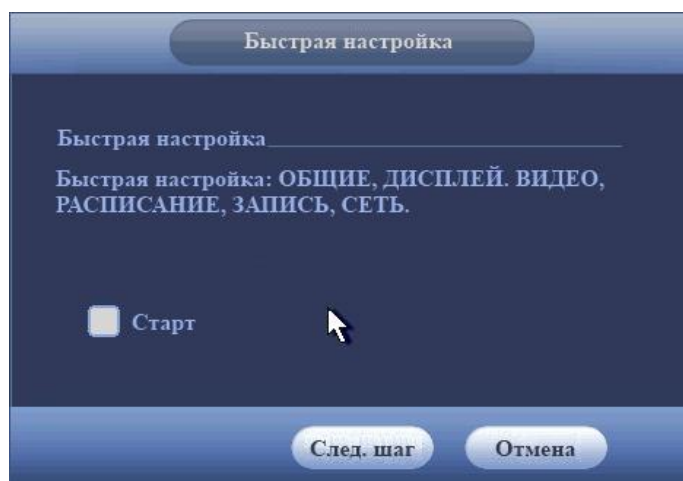 Быстрая настройка
Быстрая настройка
Быстрая настройка: ОБЩИЕ, ДИСПЛЕЙ. ВИДЕО,
РАСПИСАНИЕ, ЗАПИСЬ, СЕТЬ.
Старт
След. шаг Отмена